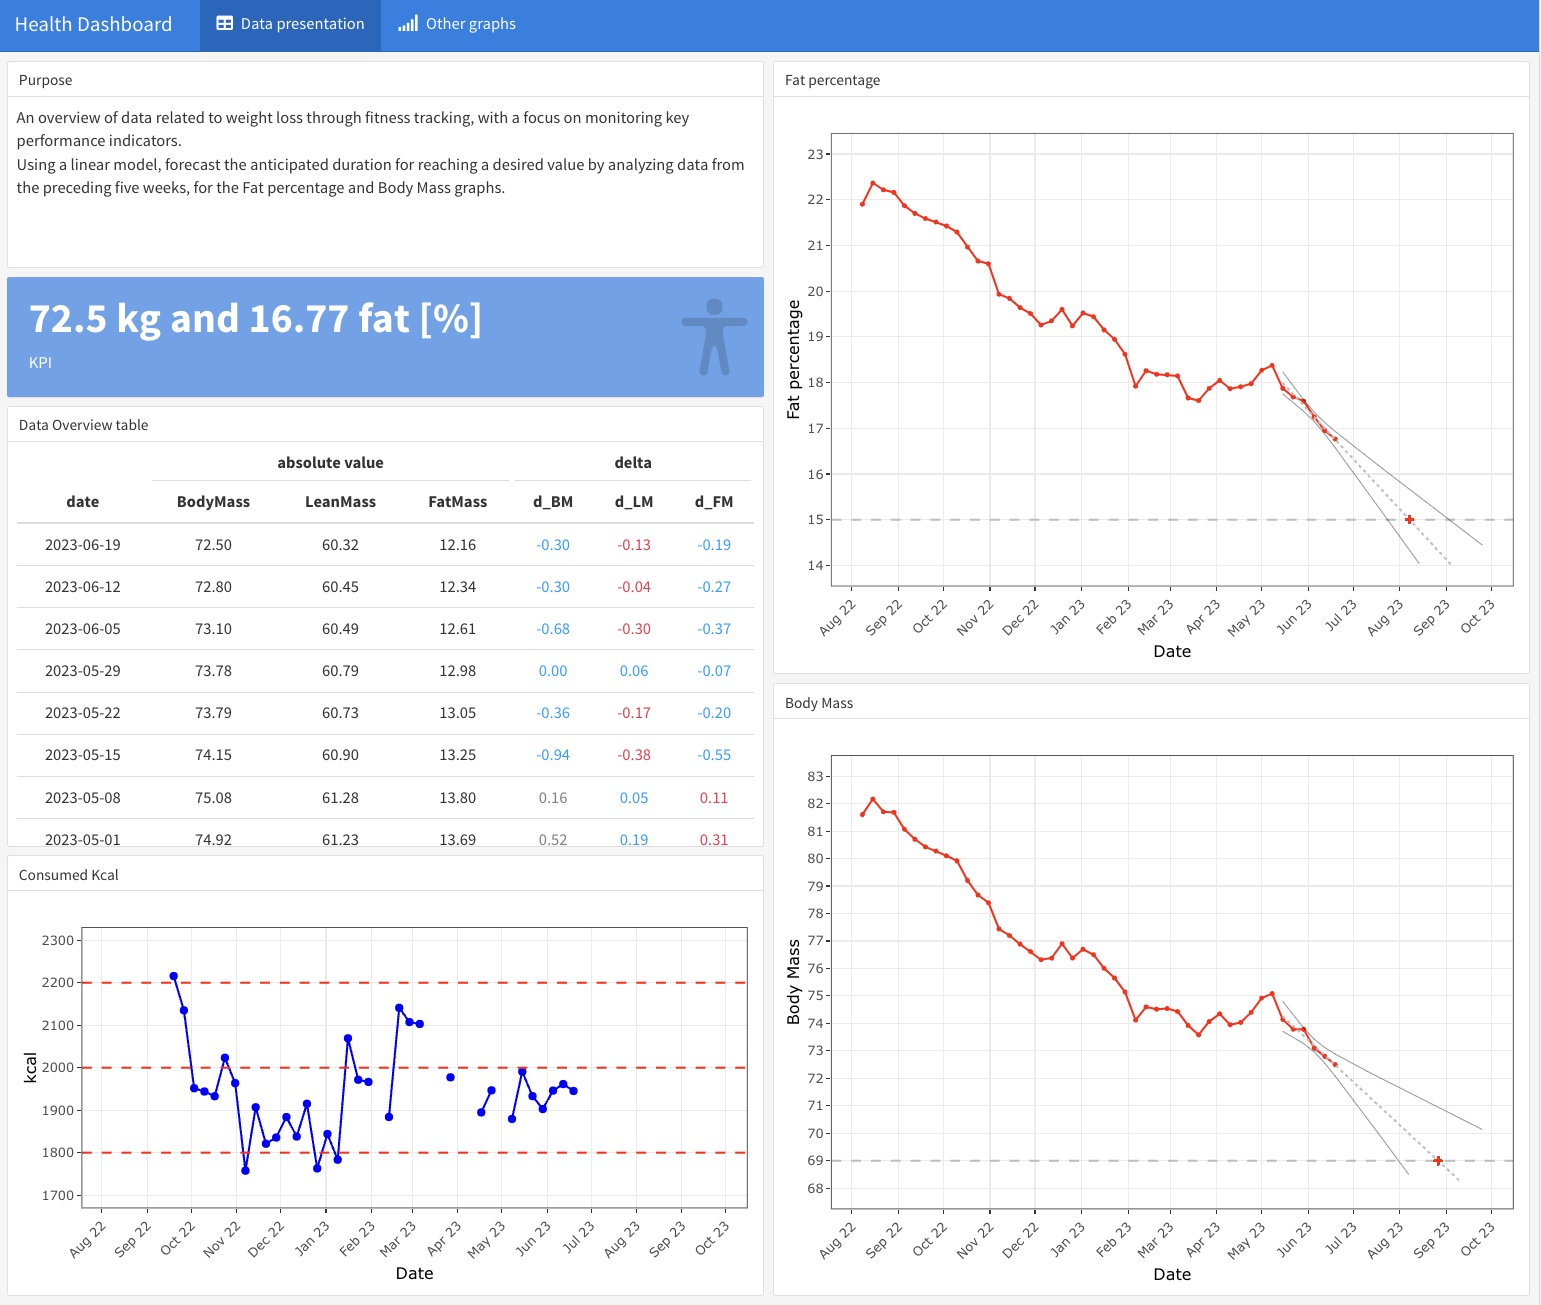 Health Dashboard Data presentation Other graphs
Purpose
An overview of data related to weight loss through fitness tracking, with a focus on monitoring key
performance indicators.
Using a linear model, forecast the anticipated duration for reaching a desired value by analyzing data from
the preceding five weeks, for the Fat percentage and Body Mass graphs.
72.5 kg and 16.77 fat [%]
KPI
Data Overview table
absolute value delta
date BodyMass LeanMass FatMass d_BM d_LM d_FM
2023-06-19 72.50 60.32 12.16 -0.30 -0.13 -0.19
2023-06-12 72.80 60.45 12.34 -0.30 -0.04 -0.27
2023-06-05 73.10 60.49 12.61 -0.68 -0.30 -0.37
2023-05-29 73.78 60.79 12.98 0.00 0.06 -0.07
2023-05-22 73.79 60.73 13.05 -0.36 -0.17 -0.20
2023-05-15 74.15 60.90 13.25 -0.94 -0.38 -0.55
2023-05-08 75.08 61.28 13.80 0.16 0.05 0.11
2023-05-01 74.92 61.23 13.69 0.52 0.19 0.31
Consumed Kcal
kcal
2300
2200
2100
2000
1900
1800
1700
Aug 22 Sep 22 Oct 22 Nov 22 Dec 22 Jan 23 Feb 23 Mar 23 Apr 23 May 23 Jun 23 Jul 23 Aug 23 Sep 23 Oct 23
Date
Fat percentage
Fat percentage
23
22
21
20
19
18
17
16
15
14
Aug 22 Sep 22 Oct 22 Nov 22 Dec 22 Jan 23 Feb 23 Mar 23 Apr 23 May 23 Jun 23 Jul 23 Aug 23 Sep 23 Oct 23
Date
Body Mass
Body Mass
83
82
81
80
79
78
77
76
75
74
73
72
71
70
69
68
Aug 22 Sep 22 Oct 22 Nov 22 Dec 22 Jan 23 Feb 23 Mar 23 Apr 23 May 23 Jun 23 Jul 23 Aug 23 Sep 23 Oct 23
Date